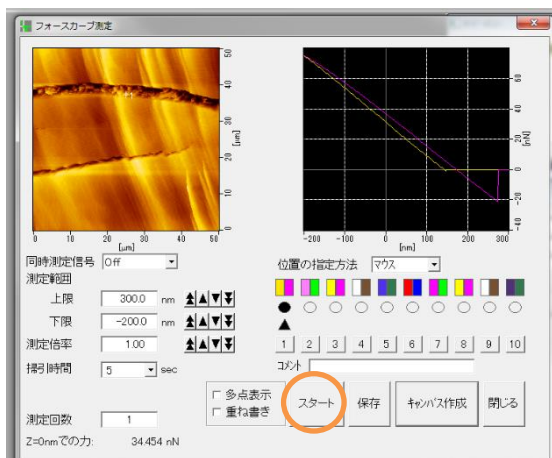 フォースカーブ測定
50
40
30
20
10
0
[μm]
0 10 20 30 40 50
[μm]
80
60
40
20
0
-20
-40
[nN]
-200 -100 0 100 200 300
[nm]
同時測定信号 Off
位置の指定方法 マウス
測定範囲
上限 300.0 nm
下限 -200.0 nm
測定倍率 1.00
1 2 3 4 5 6 7 8 9 10
掃引時間 5 sec
コメント
多点表示
重ね書き
スタート 保存 キャンバス作成 閉じる
測定回数 1
Z=0nmでの力: 34.454 nN